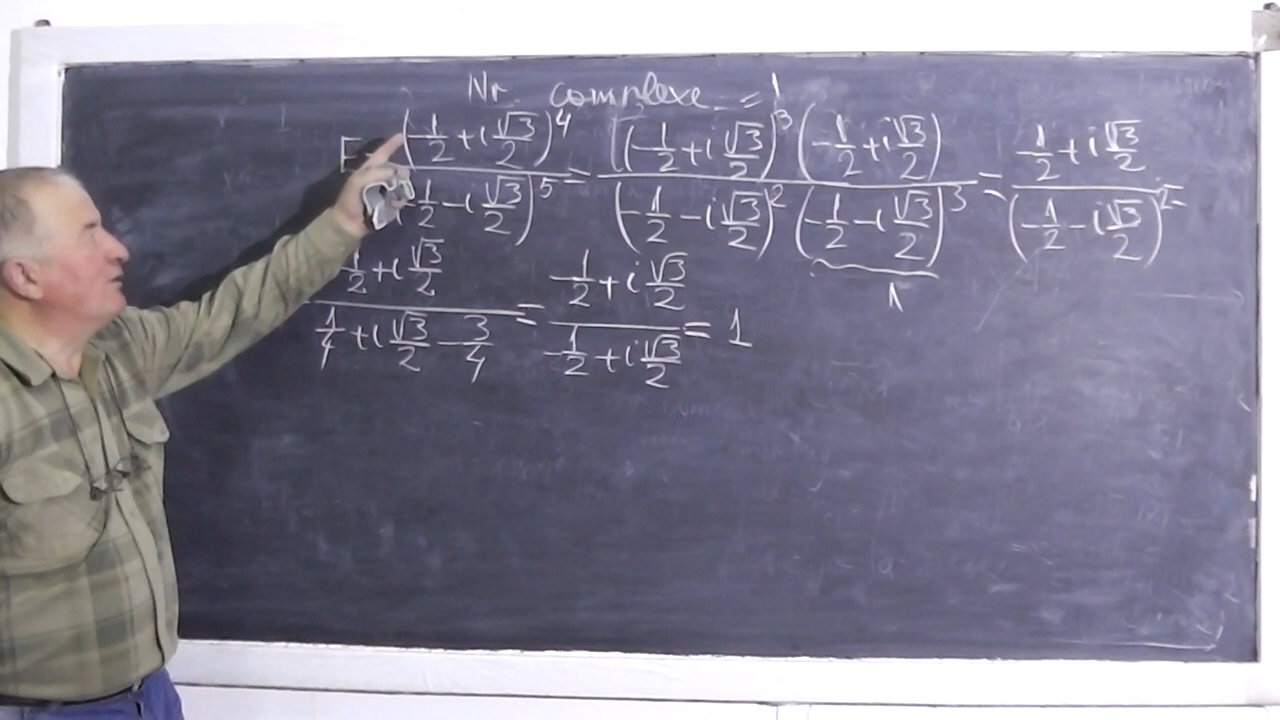 Nr complexe = 1
E = (-1/2 + i √3/2)^4 / (-1/2 - i √3/2)^5 = (-1/2 + i √3/2)^3 (-1/2 + i √3/2) / (-1/2 - i √3/2)^2 (-1/2 - i √3/2)^3 = -1/2 + i √3/2 / (-1/2 - i √3/2)^2 =
1
-1/2 + i √3/2 / 1/4 + i √3/2 - 3/4 = -1/2 + i √3/2 / -1/2 + i √3/2 = 1